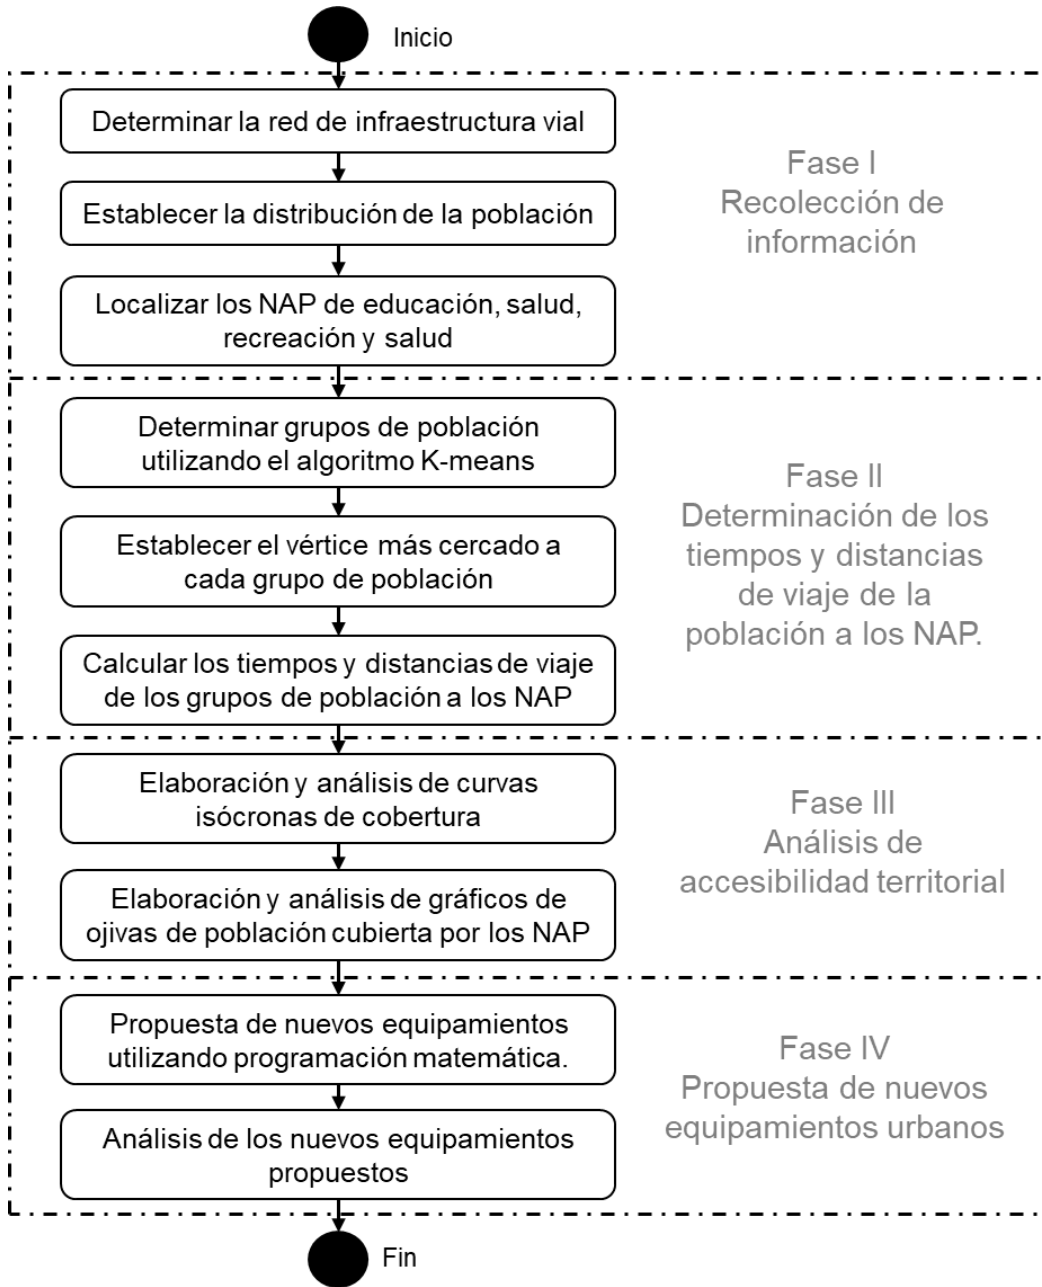 Inicio
Determinar la red de infraestructura vial
Establecer la distribución de la población
Localizar los NAP de educación, salud,
recreación y salud
Fase I
Recolección de
información
Determinar grupos de población
utilizando el algoritmo K-means
Establecer el vértice más cercado a
cada grupo de población
Calcular los tiempos y distancias de viaje
de los grupos de población a los NAP
Fase II
Determinación de los
tiempos y distancias
de viaje de la
población a los NAP.
Elaboración y análisis de curvas
isócronas de cobertura
Elaboración y análisis de gráficos de
ojivas de población cubierta por los NAP
Fase III
Análisis de
accesibilidad territorial
Propuesta de nuevos equipamientos
utilizando programación matemática.
Análisis de los nuevos equipamientos
propuestos
Fase IV
Propuesta de nuevos
equipamientos urbanos
Fin